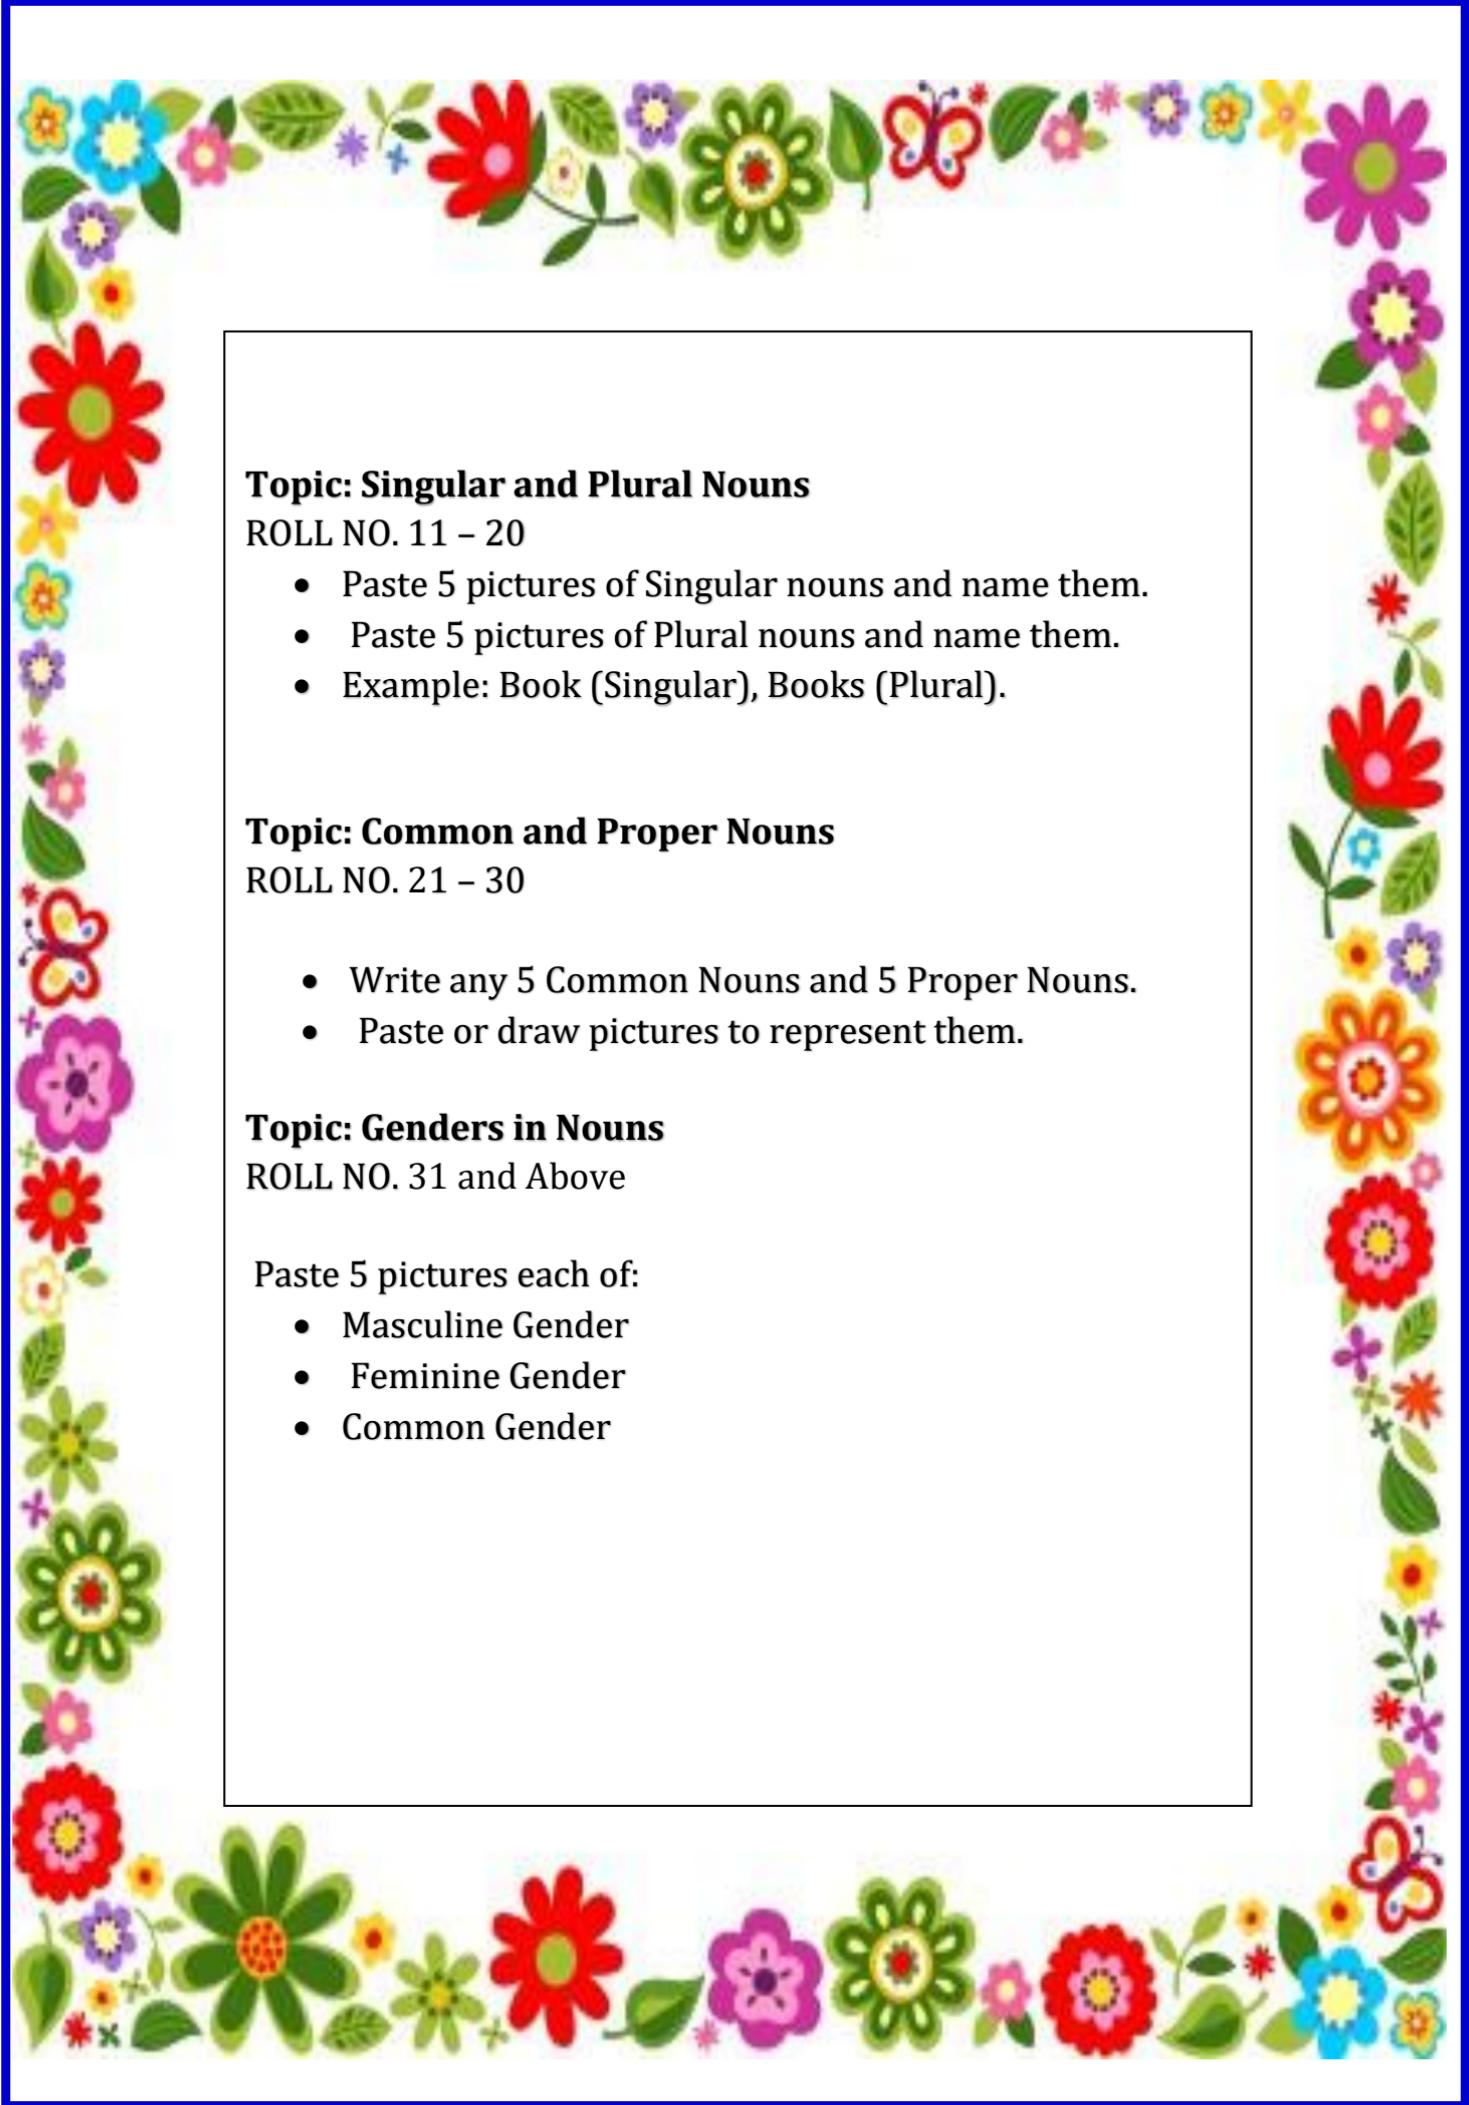 Topic: Singular and Plural Nouns
ROLL NO. 11 – 20
• Paste 5 pictures of Singular nouns and name them.
• Paste 5 pictures of Plural nouns and name them.
• Example: Book (Singular), Books (Plural).
Topic: Common and Proper Nouns
ROLL NO. 21 – 30
• Write any 5 Common Nouns and 5 Proper Nouns.
• Paste or draw pictures to represent them.
Topic: Genders in Nouns
ROLL NO. 31 and Above
Paste 5 pictures each of:
• Masculine Gender
• Feminine Gender
• Common Gender